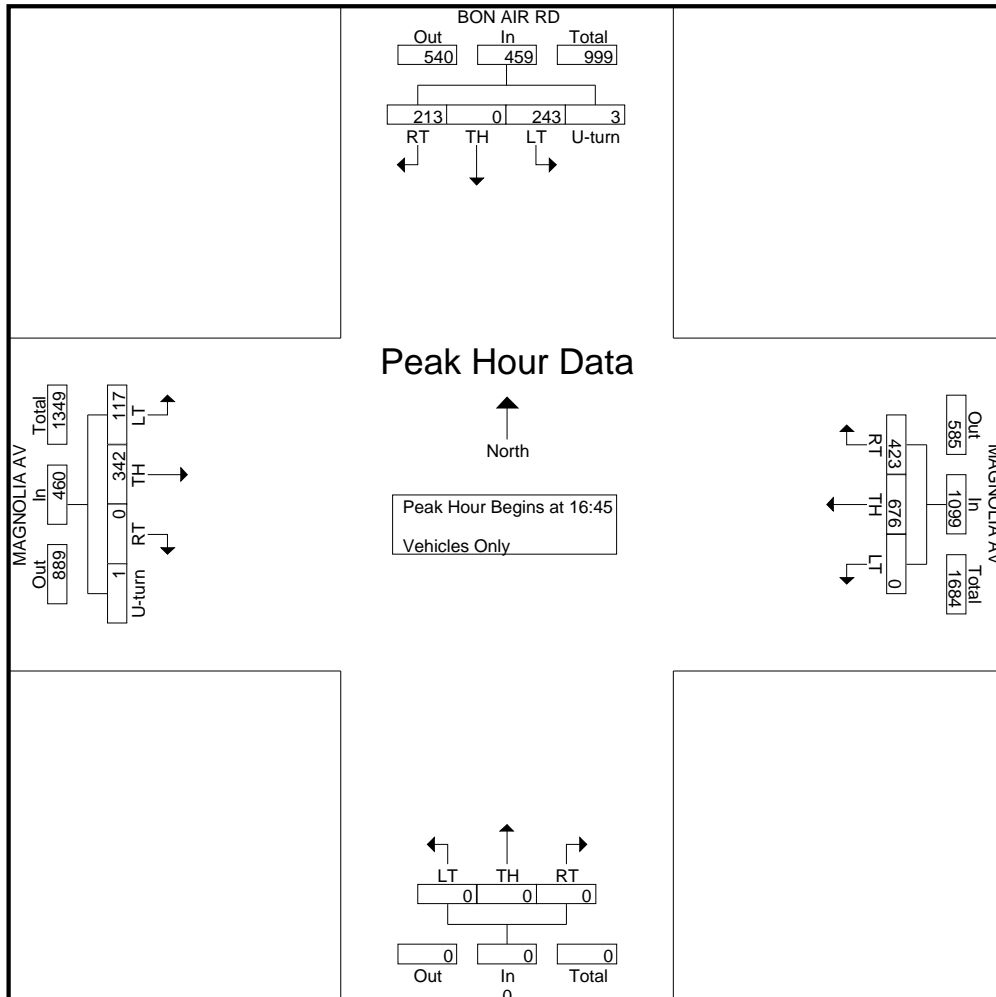 BON AIR RD
Out In Total
540 459 999
213 0 243 3
RT TH LT U-turn
Peak Hour Data
North
Peak Hour Begins at 16:45
Vehicles Only
MAGNOLIA AV
Total In Out
1349 460 889
117 342 0 1
LT TH RT U-turn
MAGNOLIA AV
Out In Total
585 1099 1684
423 676 0
RT TH LT
LT TH RT
0 0 0
0 0 0
Out In Total
0